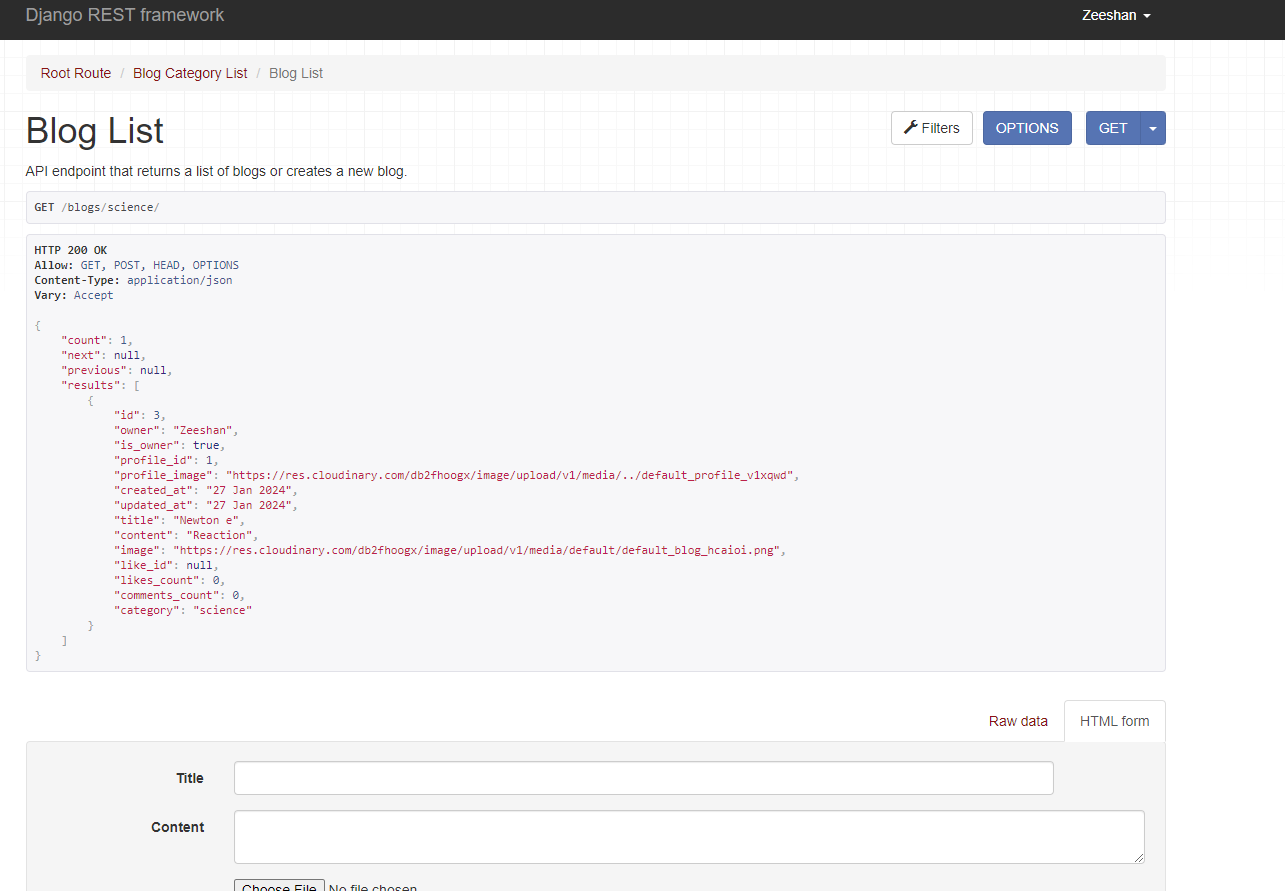 Django REST framework
Zeeshan
Root Route / Blog Category List / Blog List
Blog List
Filters
OPTIONS
GET
API endpoint that returns a list of blogs or creates a new blog.
GET /blogs/science/
HTTP 200 OK
Allow: GET, POST, HEAD, OPTIONS
Content-Type: application/json
Vary: Accept
{
"count": 1,
"next": null,
"previous": null,
"results": [
{
"id": 3,
"owner": "Zeeshan",
"is_owner": true,
"profile_id": 1,
"profile_image": "https://res.cloudinary.com/db2fhoogx/image/upload/v1/media/../default_profile_v1xqwd",
"created_at": "27 Jan 2024",
"updated_at": "27 Jan 2024",
"title": "Newton e",
"content": "Reaction",
"image": "https://res.cloudinary.com/db2fhoogx/image/upload/v1/media/default/default_blog_hcaioi.png",
"like_id": null,
"likes_count": 0,
"comments_count": 0,
"category": "science"
}
]
}
Raw data
HTML form
Title
Content
Choose File No file chosen